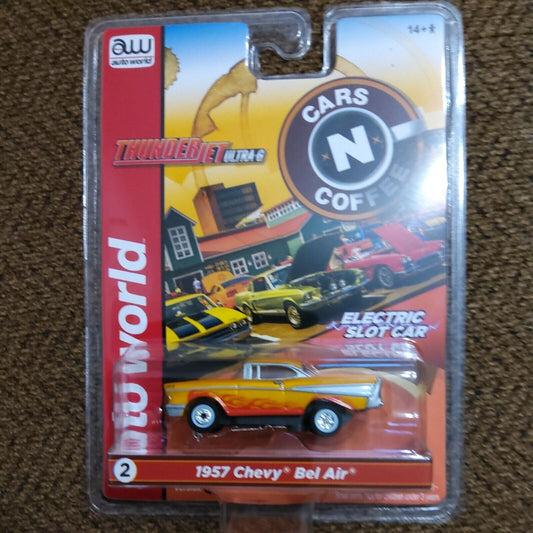 aw
auto world
14+
CARS
N
COFFEE
THUNDERJET ULTRA-G
auto world
ELECTRIC
SLOT CAR
2
1957 Chevy® Bel Air®